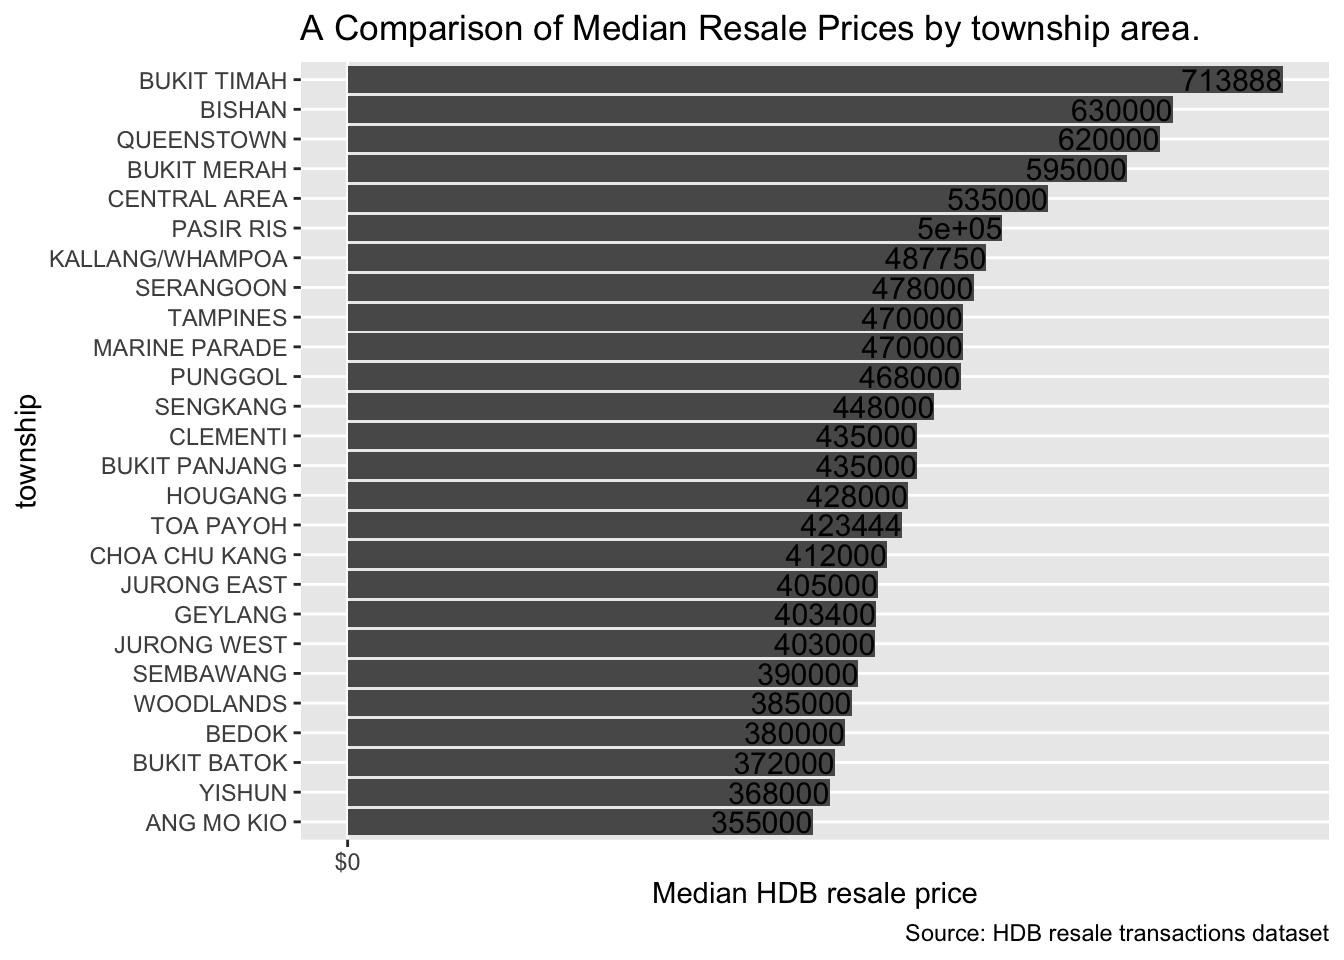 A Comparison of Median Resale Prices by township area.
BUKIT TIMAH 713888
BISHAN 630000
QUEENSTOWN 620000
BUKIT MERAH 595000
CENTRAL AREA 535000
PASIR RIS 5e+05
KALLANG/WHAMPOA 487750
SERANGOON 478000
TAMPINES 470000
MARINE PARADE 470000
PUNGGOL 468000
SENGKANG 448000
CLEMENTI 435000
BUKIT PANJANG 435000
HOUGANG 428000
TOA PAYOH 423444
CHOA CHU KANG 412000
JURONG EAST 405000
GEYLANG 403400
JURONG WEST 403000
SEMBAWANG 390000
WOODLANDS 385000
BEDOK 380000
BUKIT BATOK 372000
YISHUN 368000
ANG MO KIO 355000
township
$0
Median HDB resale price
Source: HDB resale transactions dataset